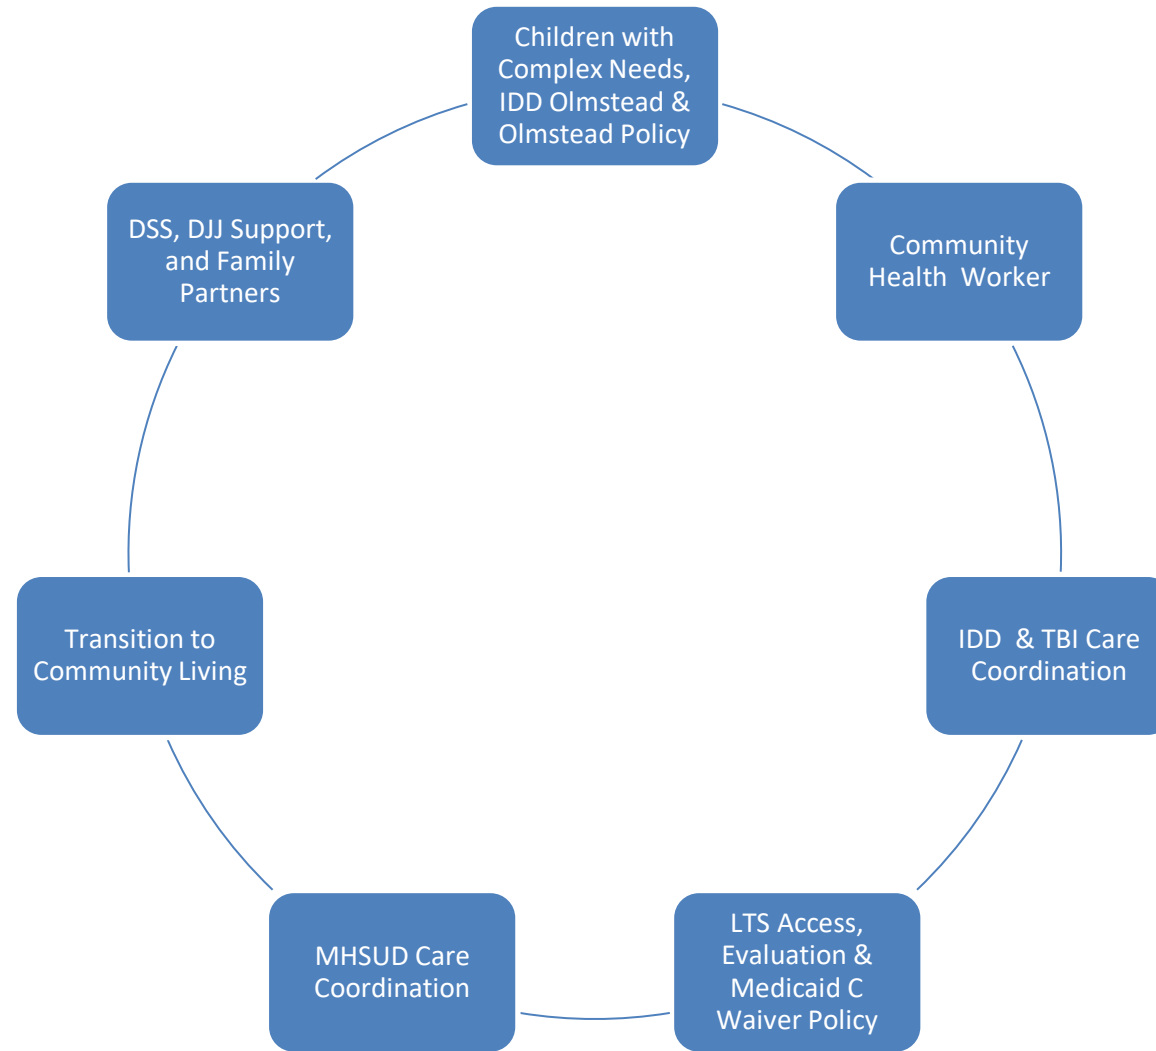 Children with
Complex Needs,
IDD Olmstead &
Olmstead Policy
Community
Health  Worker
IDD  & TBI Care
Coordination
LTS Access,
Evaluation &
Medicaid C
Waiver Policy
MHSUD Care
Coordination
Transition to
Community Living
DSS, DJJ Support,
and Family
Partners